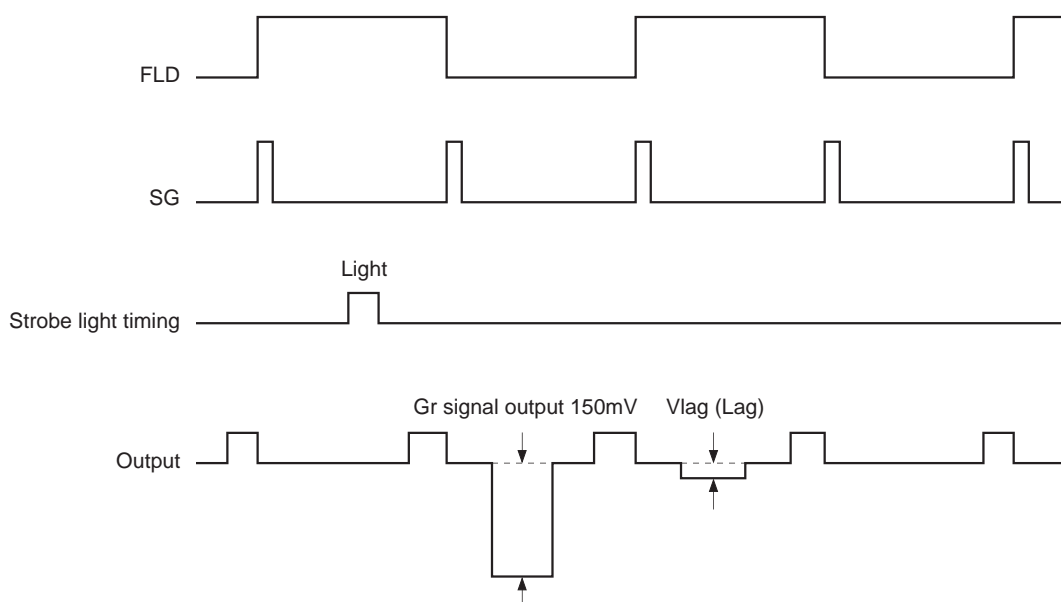 FLD
SG
Light
Strobe light timing
Gr signal output 150mV Vlag (Lag)
Output